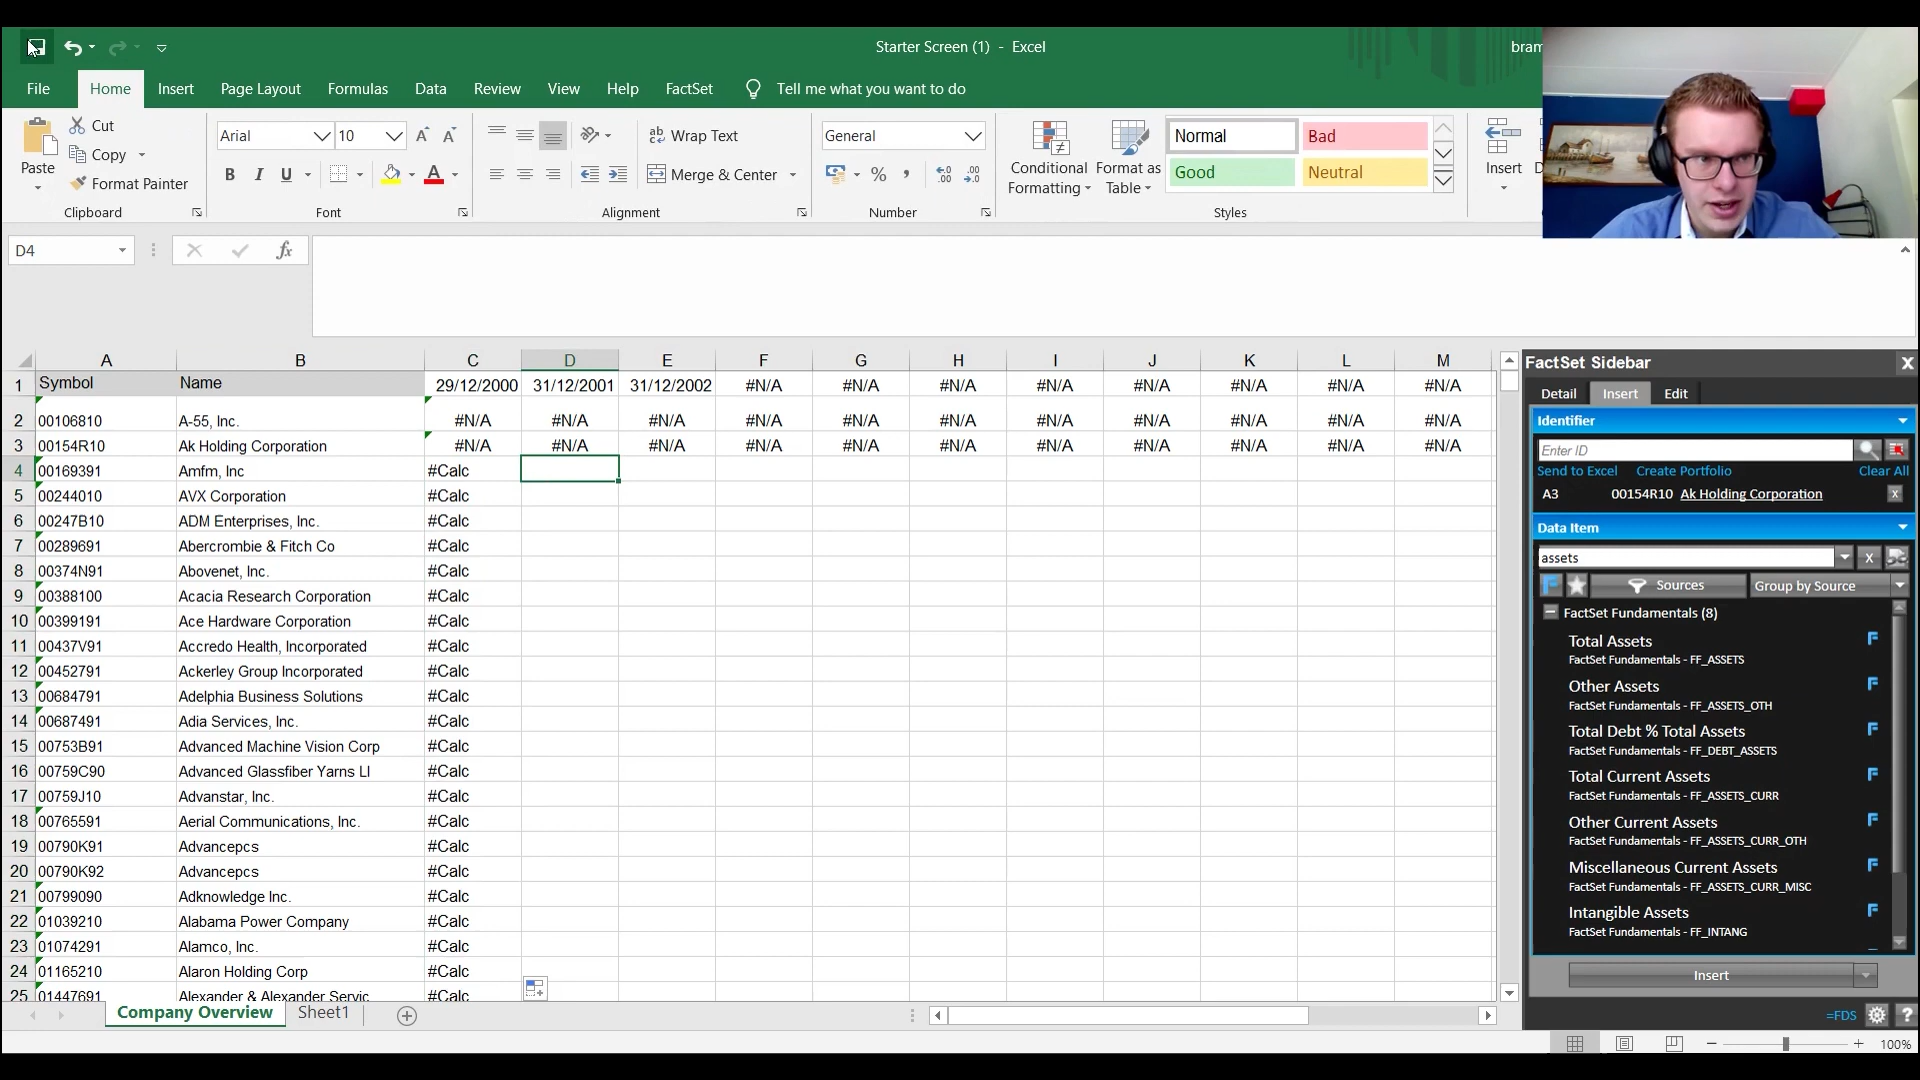 Starter Screen (1) - Excel
bram
File Home Insert Page Layout Formulas Data Review View Help FactSet Tell me what you want to do
Paste
Cut
Copy
Format Painter
Clipboard
Arial 10
B I U
Font
Wrap Text
Merge & Center
Alignment
General
Number
Conditional Formatting
Format as Table
Normal Bad
Good Neutral
Styles
Insert
D4 fx
A B C D E F G H I J K L M
1 Symbol Name 29/12/2000 31/12/2001 31/12/2002 #N/A #N/A #N/A #N/A #N/A #N/A #N/A #N/A
2 00106810 A-55, Inc. #N/A #N/A #N/A #N/A #N/A #N/A #N/A #N/A #N/A #N/A #N/A
3 00154R10 Ak Holding Corporation #N/A #N/A #N/A #N/A #N/A #N/A #N/A #N/A #N/A #N/A #N/A
4 00169391 Amfm, Inc #Calc
5 00244010 AVX Corporation #Calc
6 00247B10 ADM Enterprises, Inc. #Calc
7 00289691 Abercrombie & Fitch Co #Calc
8 00374N91 Abovenet, Inc. #Calc
9 00388100 Acacia Research Corporation #Calc
10 00399191 Ace Hardware Corporation #Calc
11 00437V91 Accredo Health, Incorporated #Calc
12 00452791 Ackerley Group Incorporated #Calc
13 00684791 Adelphia Business Solutions #Calc
14 00687491 Adia Services, Inc. #Calc
15 00753B91 Advanced Machine Vision Corp #Calc
16 00759C90 Advanced Glassfiber Yarns Ll #Calc
17 00759J10 Advanstar, Inc. #Calc
18 00765591 Aerial Communications, Inc. #Calc
19 00790K91 Advancepcs #Calc
20 00790K92 Advancepcs #Calc
21 00799090 Adknowledge Inc. #Calc
22 01039210 Alabama Power Company #Calc
23 01074291 Alamco, Inc. #Calc
24 01165210 Alaron Holding Corp #Calc
25 01447691 Alexander & Alexander Servic #Calc
Company Overview Sheet1
FactSet Sidebar X
Detail Insert Edit
Identifier
Enter ID
Send to Excel Create Portfolio Clear All
A3 00154R10 Ak Holding Corporation x
Data Item
assets x
F Sources Group by Source
FactSet Fundamentals (8)
Total Assets F
FactSet Fundamentals - FF_ASSETS
Other Assets F
FactSet Fundamentals - FF_ASSETS_OTH
Total Debt % Total Assets F
FactSet Fundamentals - FF_DEBT_ASSETS
Total Current Assets F
FactSet Fundamentals - FF_ASSETS_CURR
Other Current Assets F
FactSet Fundamentals - FF_ASSETS_CURR_OTH
Miscellaneous Current Assets F
FactSet Fundamentals - FF_ASSETS_CURR_MISC
Intangible Assets F
FactSet Fundamentals - FF_INTANG
Insert
=FDS ?
100%